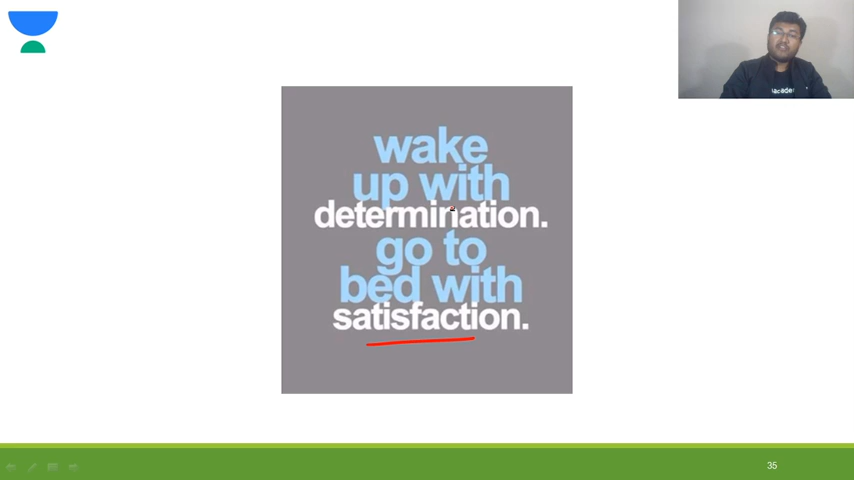 wake
up with
determination.
go to
bed with
satisfaction.
35